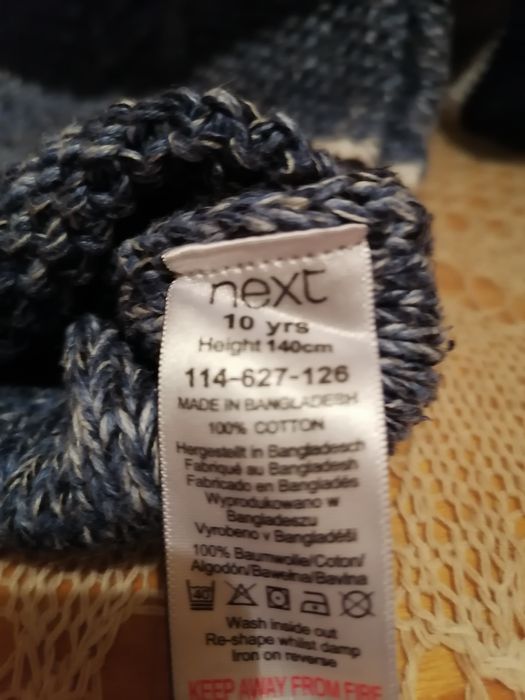 next
10 yrs
Height 140cm
114-627-126
MADE IN BANGLADESH
100% COTTON
Hergestellt in Bangladesch
Fabriqué au Bangladesh
Fabricado en Bangladés
Wyprodukowano w
Bangladeszu
Vyrobeno v Bangladéši
100% Baumwolle/Coton/
Algodón/Bawełna/Bavlna
40
Wash inside out
Re-shape whilst damp
Iron on reverse
KEEP AWAY FROM FIRE